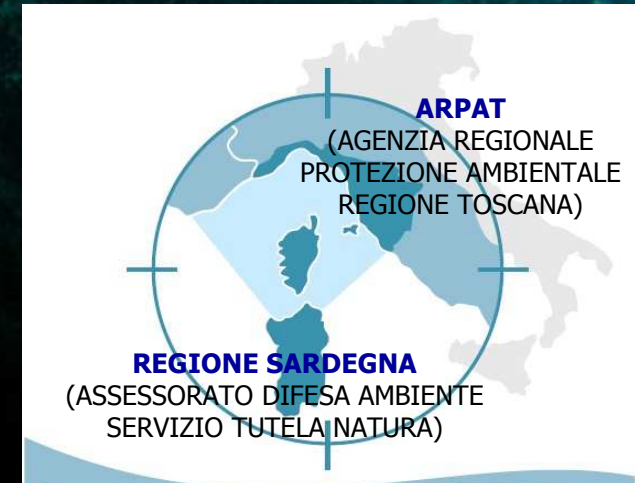 ARPAT
(AGENZIA REGIONALE
PROTEZIONE AMBIENTALE
REGIONE TOSCANA)
REGIONE SARDEGNA
(ASSESSORATO DIFESA AMBIENTE
SERVIZIO TUTELA NATURA)